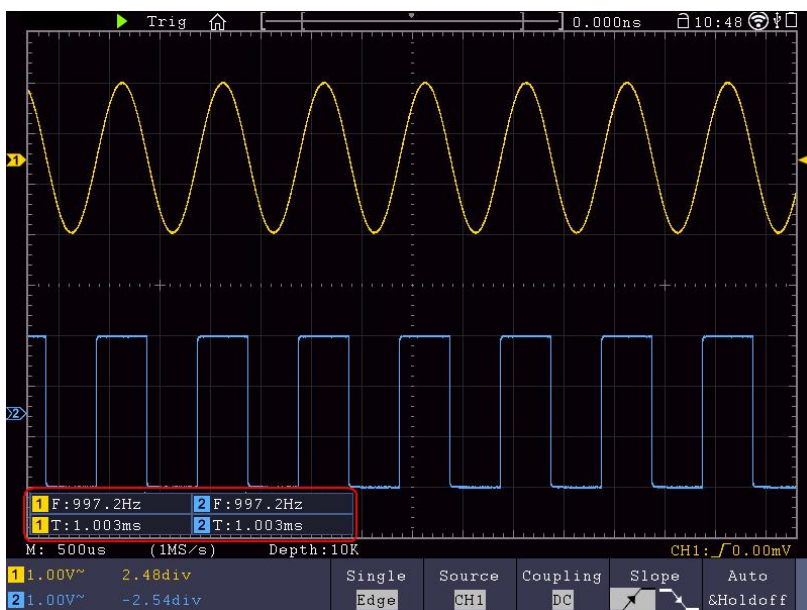 Trig 0.000ns 10:48
1
2
1 F:997.2Hz 2 F:997.2Hz
1 T:1.003ms 2 T:1.003ms
M: 500us (1MS/s) Depth:10K CH1: 0.00mV
1 1.00V~ 2.48div
2 1.00V~ -2.54div
Single Source Coupling Slope Auto
Edge CH1 DC &Holdoff